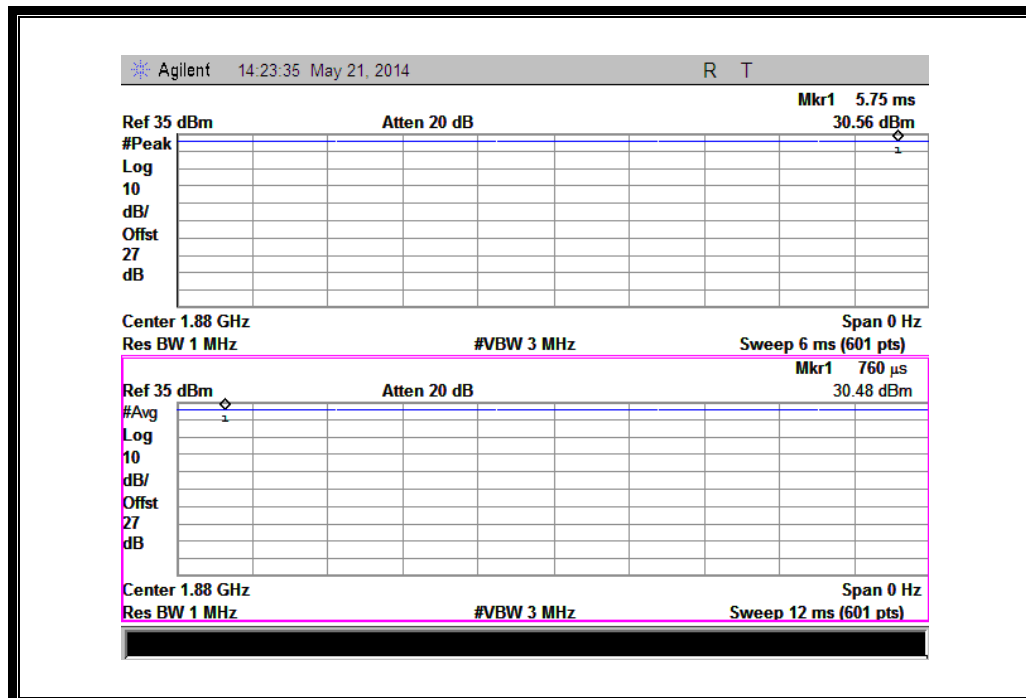 Agilent 14:23:35 May 21, 2014 R T
Mkr1 5.75 ms
Ref 35 dBm Atten 20 dB 30.56 dBm
#Peak
1
Log
10
dB/
Offst
27
dB
Center 1.88 GHz Span 0 Hz
Res BW 1 MHz #VBW 3 MHz Sweep 6 ms (601 pts)
Mkr1 760 μs
Ref 35 dBm Atten 20 dB 30.48 dBm
#Avg
1
Log
10
dB/
Offst
27
dB
Center 1.88 GHz Span 0 Hz
Res BW 1 MHz #VBW 3 MHz Sweep 12 ms (601 pts)